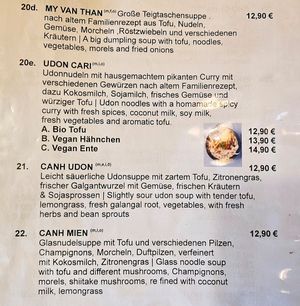 20d. MY VAN THAN (m,f,o) Große Teigtaschensuppe . 12,90 €
nach altem Familienrezept aus Tofu, Nudeln,
Gemüse, Morcheln ,Röstzwiebeln und verschiedenen
Kräutern | A big dumpling soup with tofu, noodles,
vegetables, morels and fried onions
20e. UDON CARI (m,f,o)
Udonnudeln mit hausgemachtem pikanten Curry mit
verschiedenen Gewürzen nach altem Familienrezept,
dazu Kokosmilch, Sojamilch, frisches Gemüse und
würziger Tofu | Udon noodles with a homamade spicy
curry with fresh spices, coconut milk, soy milk,
fresh vegetables and aromatic tofu.
A. Bio Tofu 12,90 €
B. Vegan Hähnchen 13,90 €
C. Vegan Ente 14,90 €
21. CANH UDON 12,90 €
Leicht säuerliche Udonsuppe mit zartem Tofu, Zitronengras,
frischer Galgantwurzel mit Gemüse, frischen Kräutern
& Sojasprossen | Slightly sour udon soup with tender tofu,
lemongrass, fresh galangal root, vegetables, with fresh
herbs and bean sprouts
22. CANH MIEN 12,90 €
Glasnudelsuppe mit Tofu und verschiedenen Pilzen,
Champignons, Morcheln, Duftpilzen, verfeinert
mit Kokosmilch, Zitronengras | Glass noodle soup
with tofu and different mushrooms, Champignons,
morels, shiitake mushrooms, re fined with coconut
milk, lemongrass